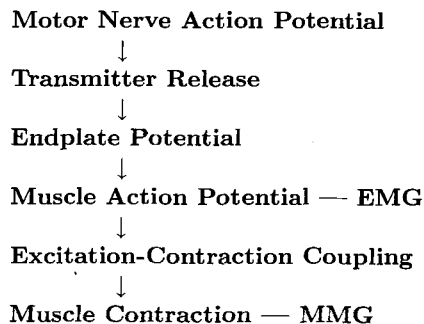 Motor Nerve Action Potential
↓
Transmitter Release
↓
Endplate Potential
↓
Muscle Action Potential — EMG
↓
Excitation-Contraction Coupling
↓
Muscle Contraction — MMG